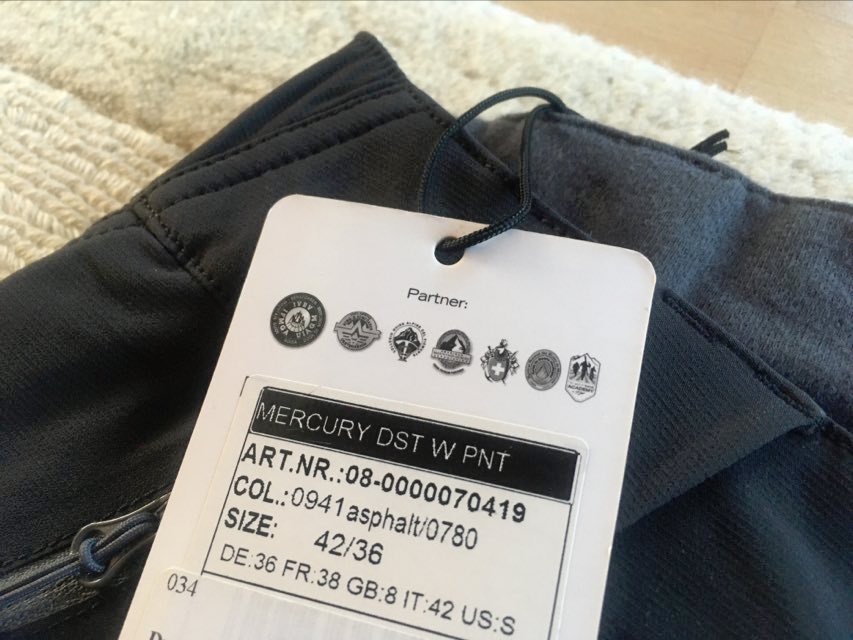 Partner:
MERCURY DST W PNT
ART.NR.:08-0000070419
COL.:0941asphalt/0780
SIZE:
42/36
DE:36 FR:38 GB:8 IT:42 US:S
034
ACADEMY